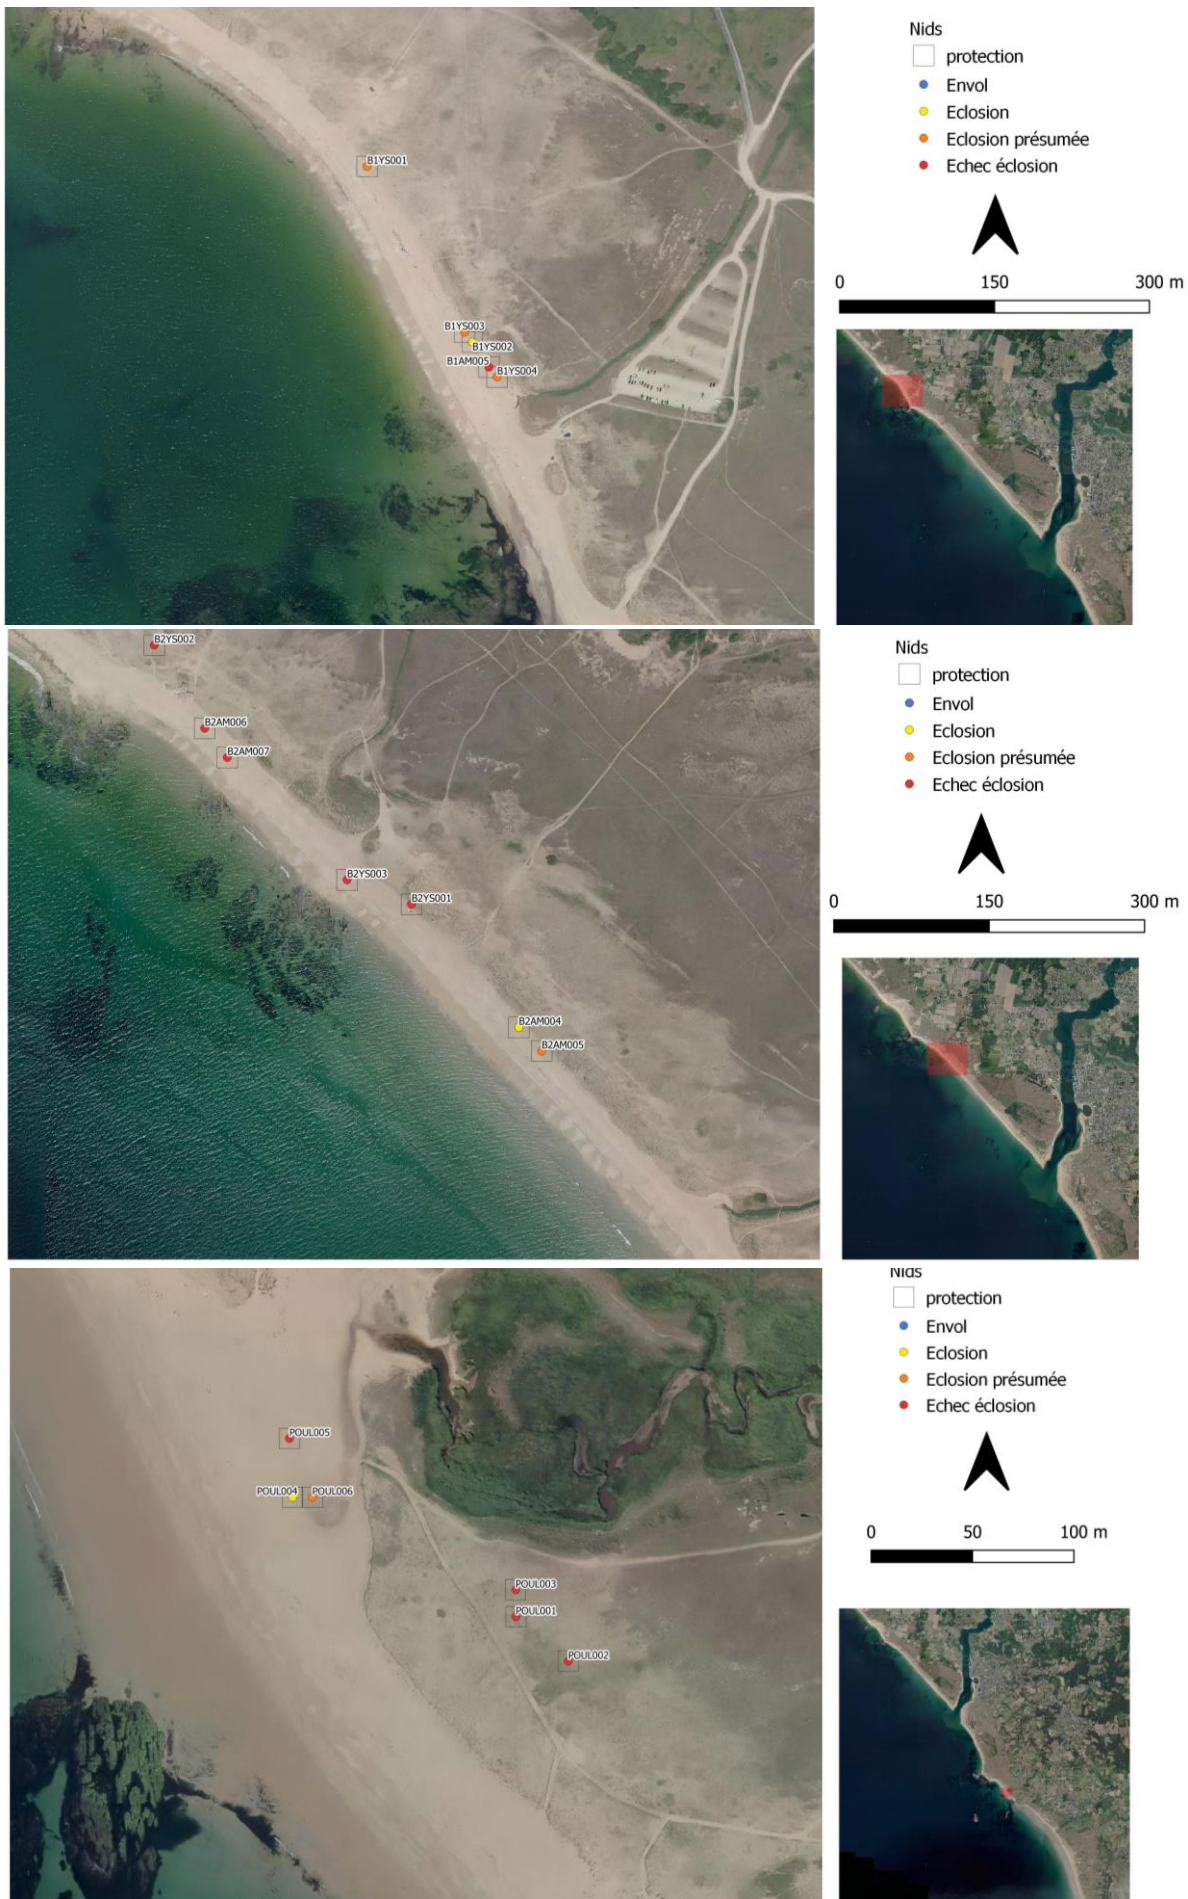 Nids
protection
Envol
Eclosion
Eclosion présumée
Echec éclosion
0 150 300 m
B1YS001
B1YS003
B1YS002
B1AM005
B1YS004
Nids
protection
Envol
Eclosion
Eclosion présumée
Echec éclosion
0 150 300 m
B2YS002
B2AM006
B2AM007
B2YS003
B2YS001
B2AM004
B2AM005
Nids
protection
Envol
Eclosion
Eclosion présumée
Echec éclosion
0 50 100 m
POUL005
POUL004 POUL006
POUL003
POUL001
POUL002